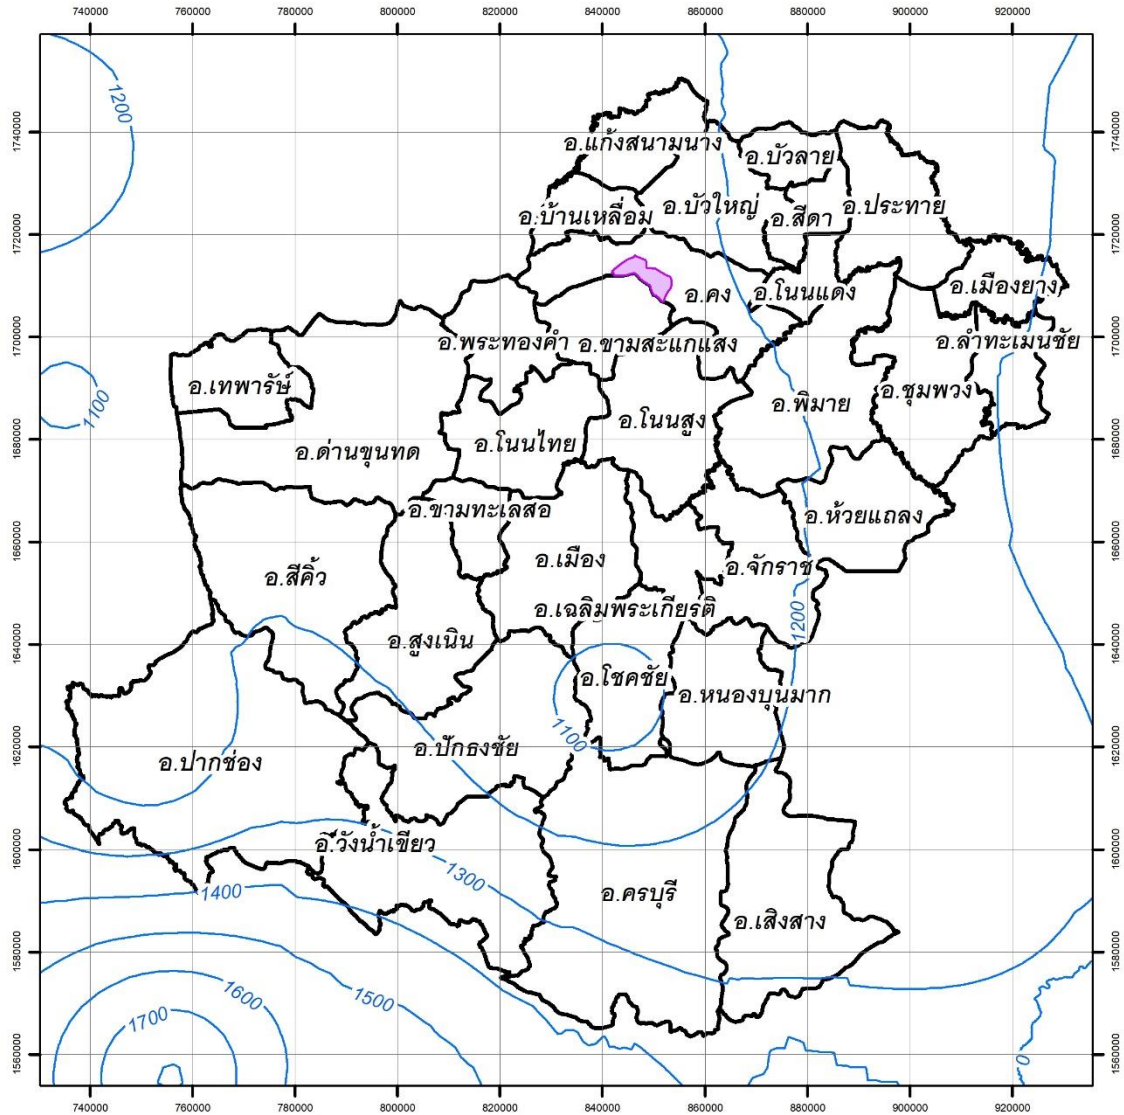 740000 760000 780000 800000 820000 840000 860000 880000 900000 920000
1200
1740000 1740000
อ.แก้งสนามนาง
อ.บัวลาย
อ.บัวใหญ่
อ.ประทาย
อ.บ้านเหลื่อม
อ.สีดา
1720000 1720000
อ.เมืองยาง
อ.คง
อ.โนนแดง
1700000 1700000
อ.พระทองคำ
อ.ขามสะแกแสง
อ.ลำทะเมนชัย
1100
อ.เทพารัษ์
อ.ชุมพวง
อ.พิมาย
อ.โนนสูง
1680000 1680000
อ.ด่านขุนทด
อ.โนนไทย
อ.ขามทะเลสอ
อ.ห้วยแถลง
1660000 1660000
อ.เมือง
อ.จักราช
อ.สีคิ้ว
อ.เฉลิมพระเกียรติ
1200
อ.สูงเนิน
1640000 1640000
อ.โชคชัย
อ.หนองบุนมาก
1100
1620000 1620000
อ.ปักธงชัย
อ.ปากช่อง
อ.วังน้ำเขียว
1600000 1600000
1300
1400
อ.ครบุรี
อ.เสิงสาง
1580000 1580000
1600
1500
1700
1560000 1560000
0
740000 760000 780000 800000 820000 840000 860000 880000 900000 920000